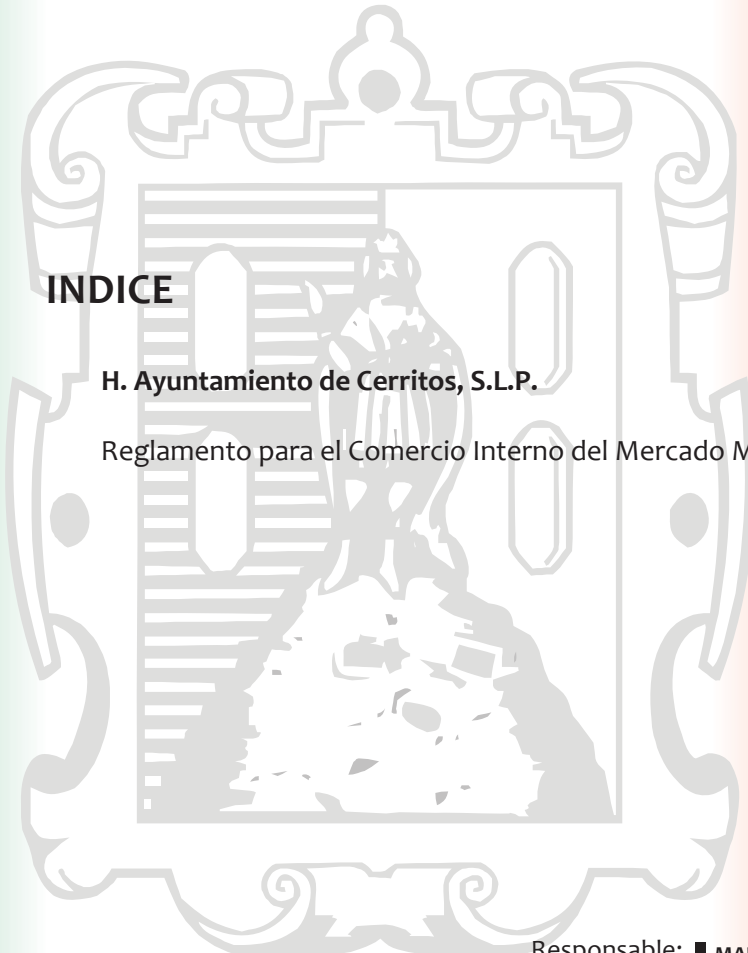 INDICE
H. Ayuntamiento de Cerritos, S.L.P.
Reglamento para el Comercio Interno del Mercado
Responsable: